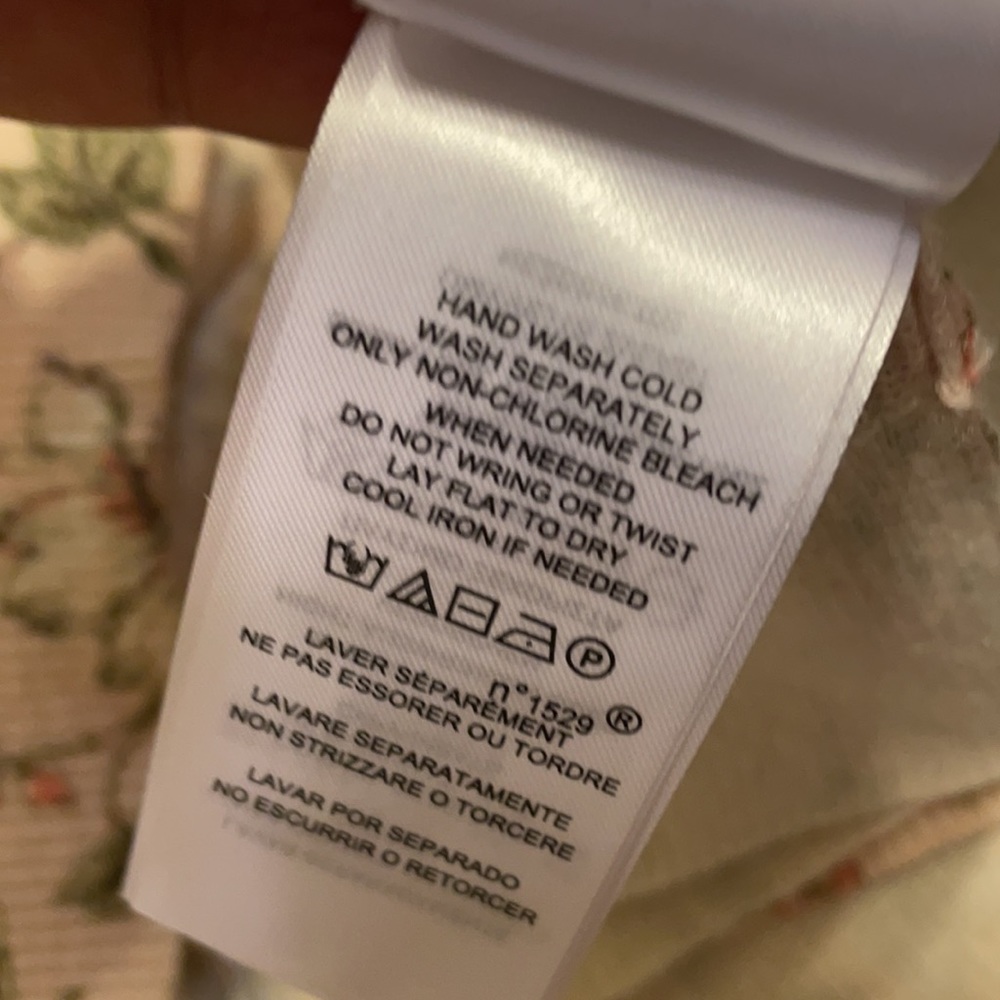 HAND WASH COLD
WASH SEPARATELY
ONLY NON-CHLORINE BLEACH
WHEN NEEDED
DO NOT WRING OR TWIST
LAY FLAT TO DRY
COOL IRON IF NEEDED
P
n°1529 ®
LAVER SÉPARÉMENT
NE PAS ESSORER OU TORDRE
LAVARE SEPARATAMENTE
NON STRIZZARE O TORCERE
LAVAR POR SEPARADO
NO ESCURRIR O RETORCER